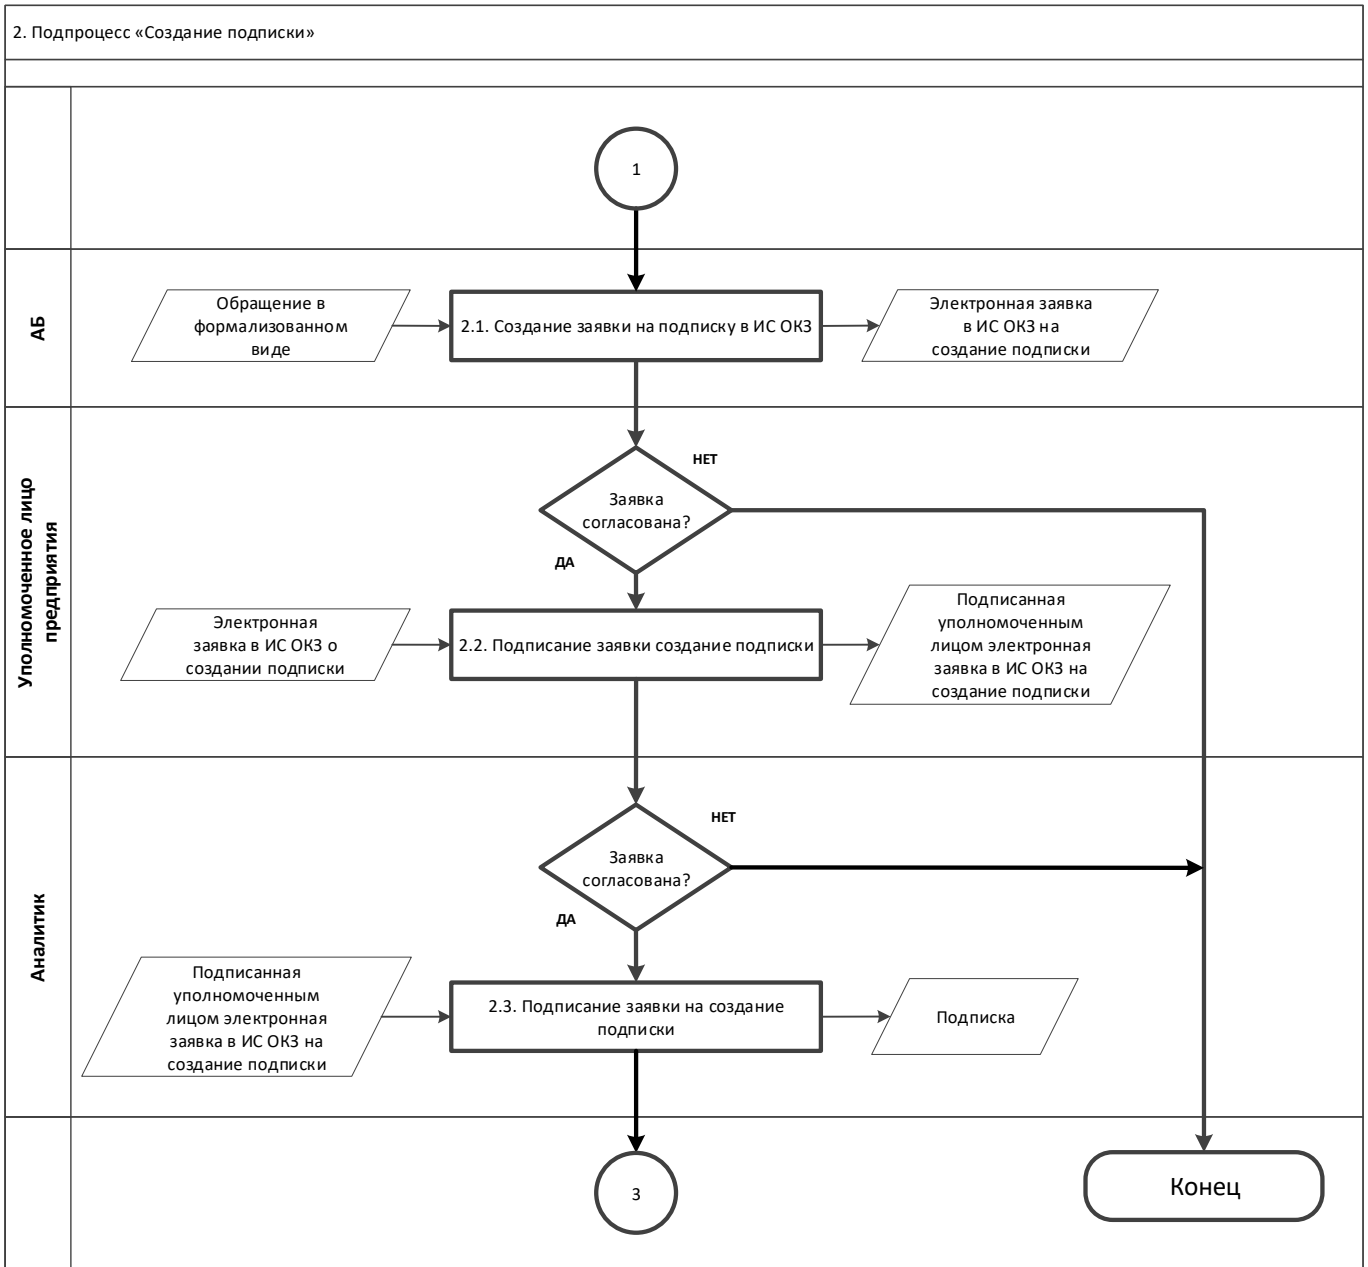 2. Подпроцесс «Создание подписки»
1
АБ
Обращение в
формализованном
виде
2.1. Создание заявки на подписку в ИС ОКЗ
Электронная заявка
в ИС ОКЗ на
создание подписки
Уполномоченное лицо
предприятия
НЕТ
Заявка
согласована?
ДА
Электронная
заявка в ИС ОКЗ о
создании подписки
2.2. Подписание заявки создание подписки
Подписанная
уполномоченным
лицом электронная
заявка в ИС ОКЗ на
создание подписки
Аналитик
НЕТ
Заявка
согласована?
ДА
Подписанная
уполномоченным
лицом электронная
заявка в ИС ОКЗ на
создание подписки
2.3. Подписание заявки на создание
подписки
Подписка
3
Конец